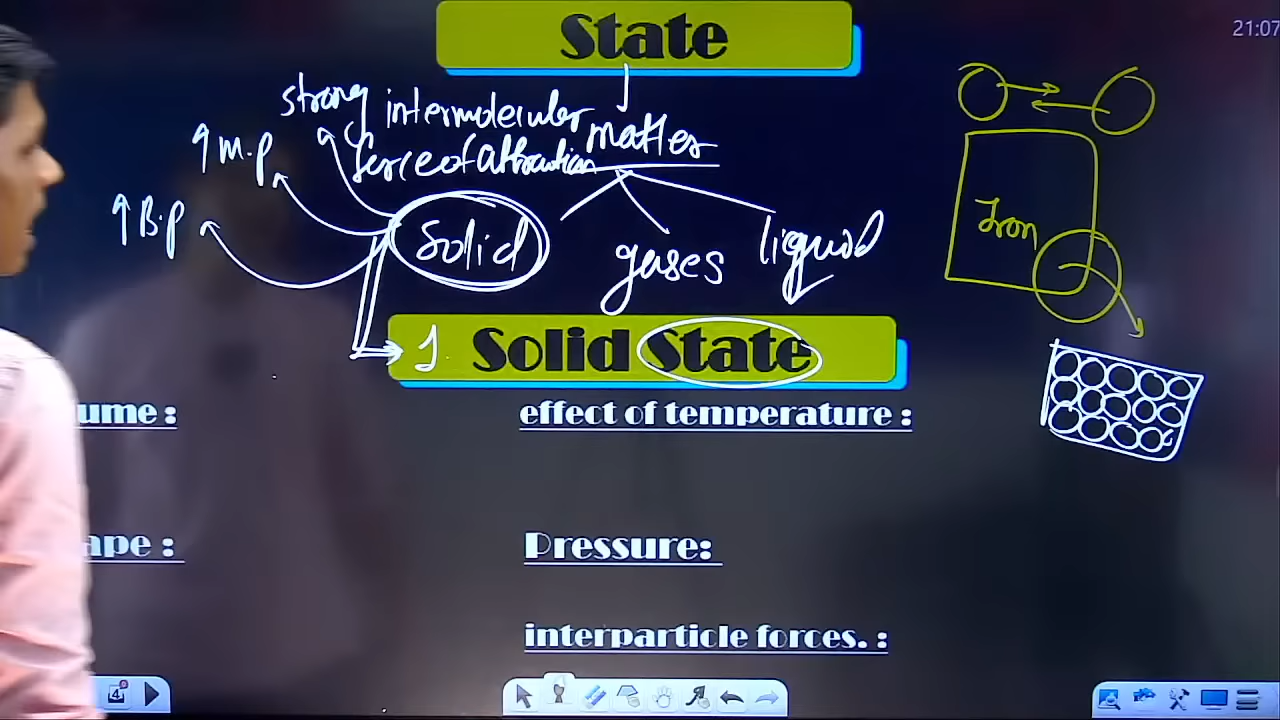 State
21:07
strong intermolecular
force of attraction
matter
↑ M.p
↑ B.p
Solid
gases
liquid
Iron
1. Solid State
ume :
effect of temperature :
ape :
Pressure:
interparticle forces. :
4